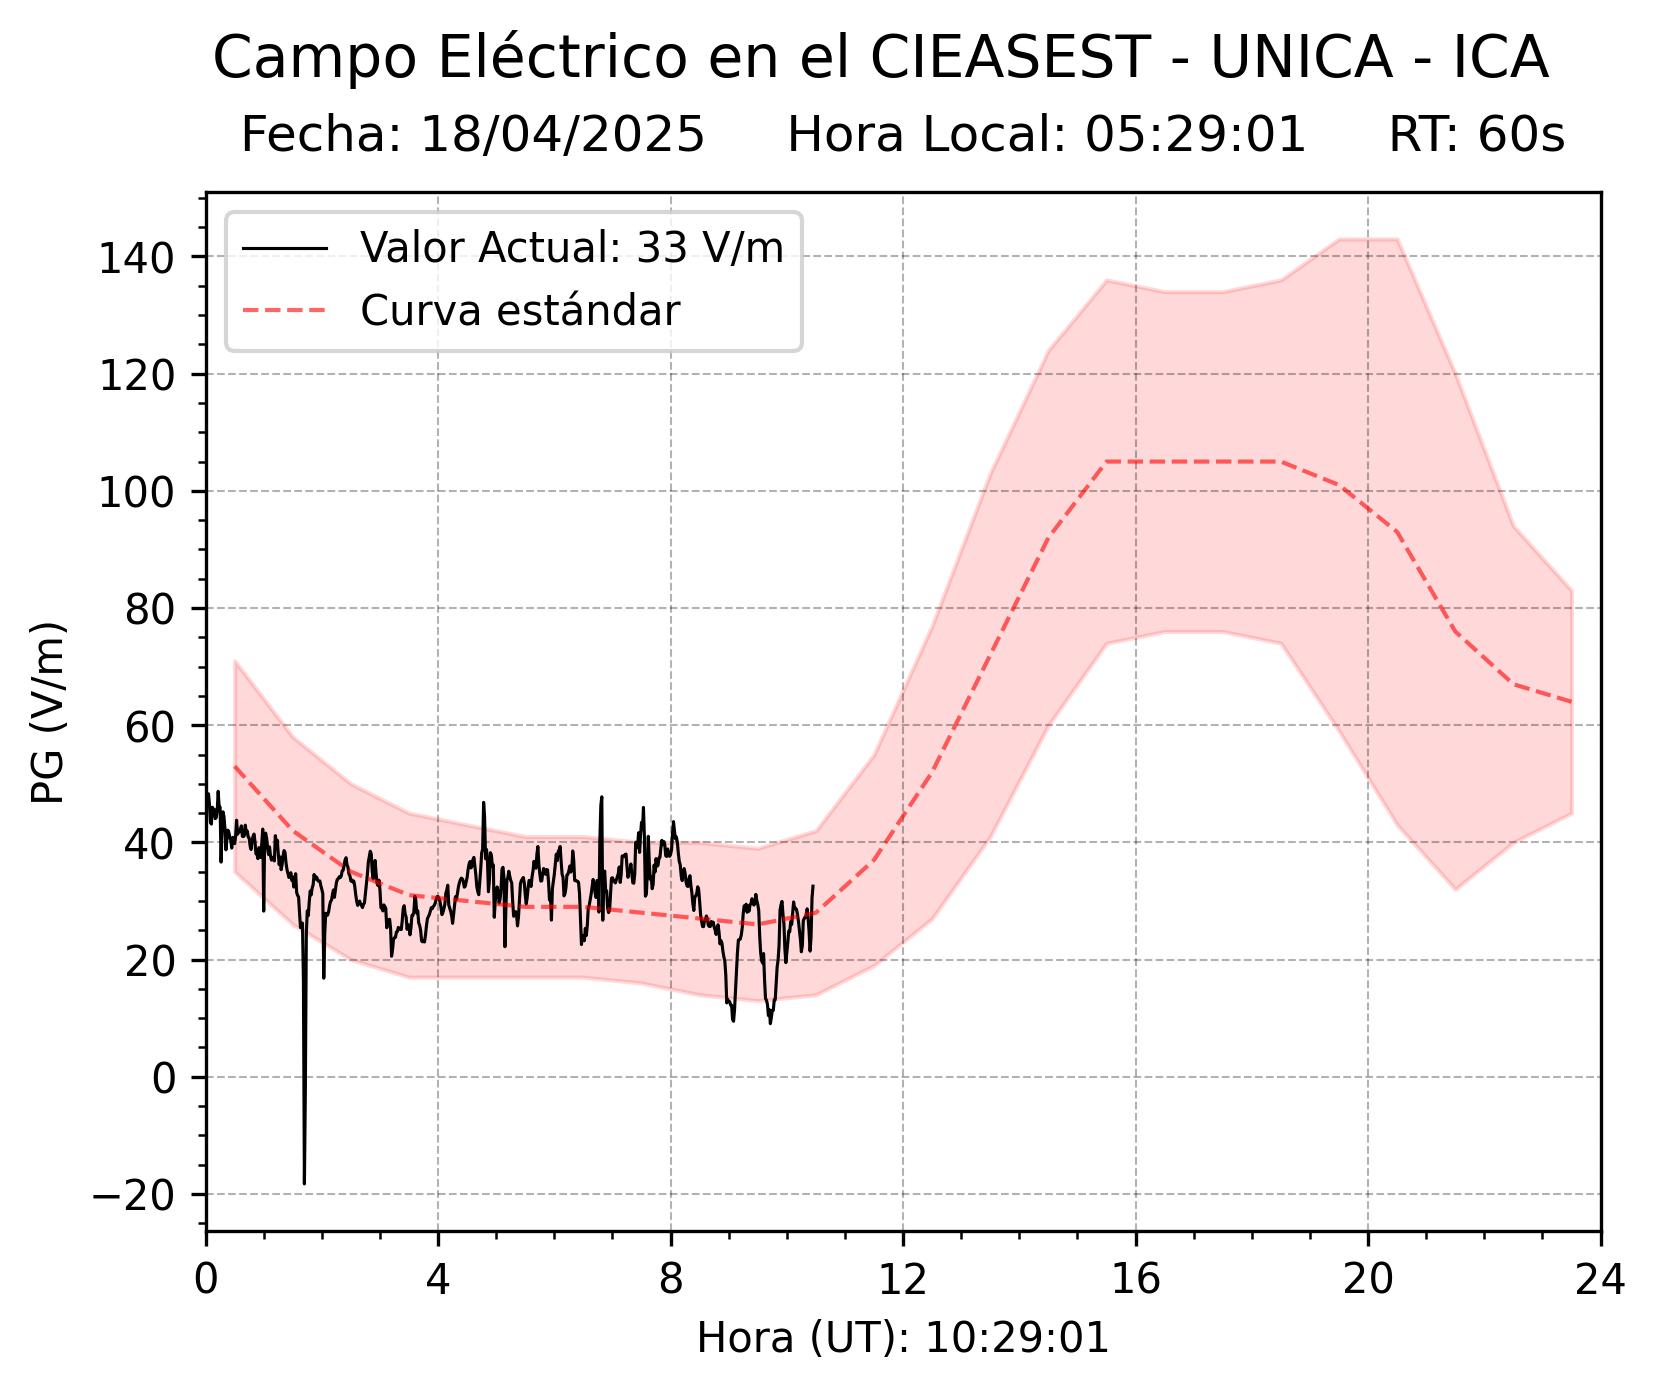 Campo Eléctrico en el CIEASEST - UNICA - ICA
Fecha: 18/04/2025 Hora Local: 05:29:01 RT: 60s
Valor Actual: 33 V/m
Curva estándar
140
120
100
80
60
40
20
0
−20
PG (V/m)
0 4 8 12 16 20 24
Hora (UT): 10:29:01